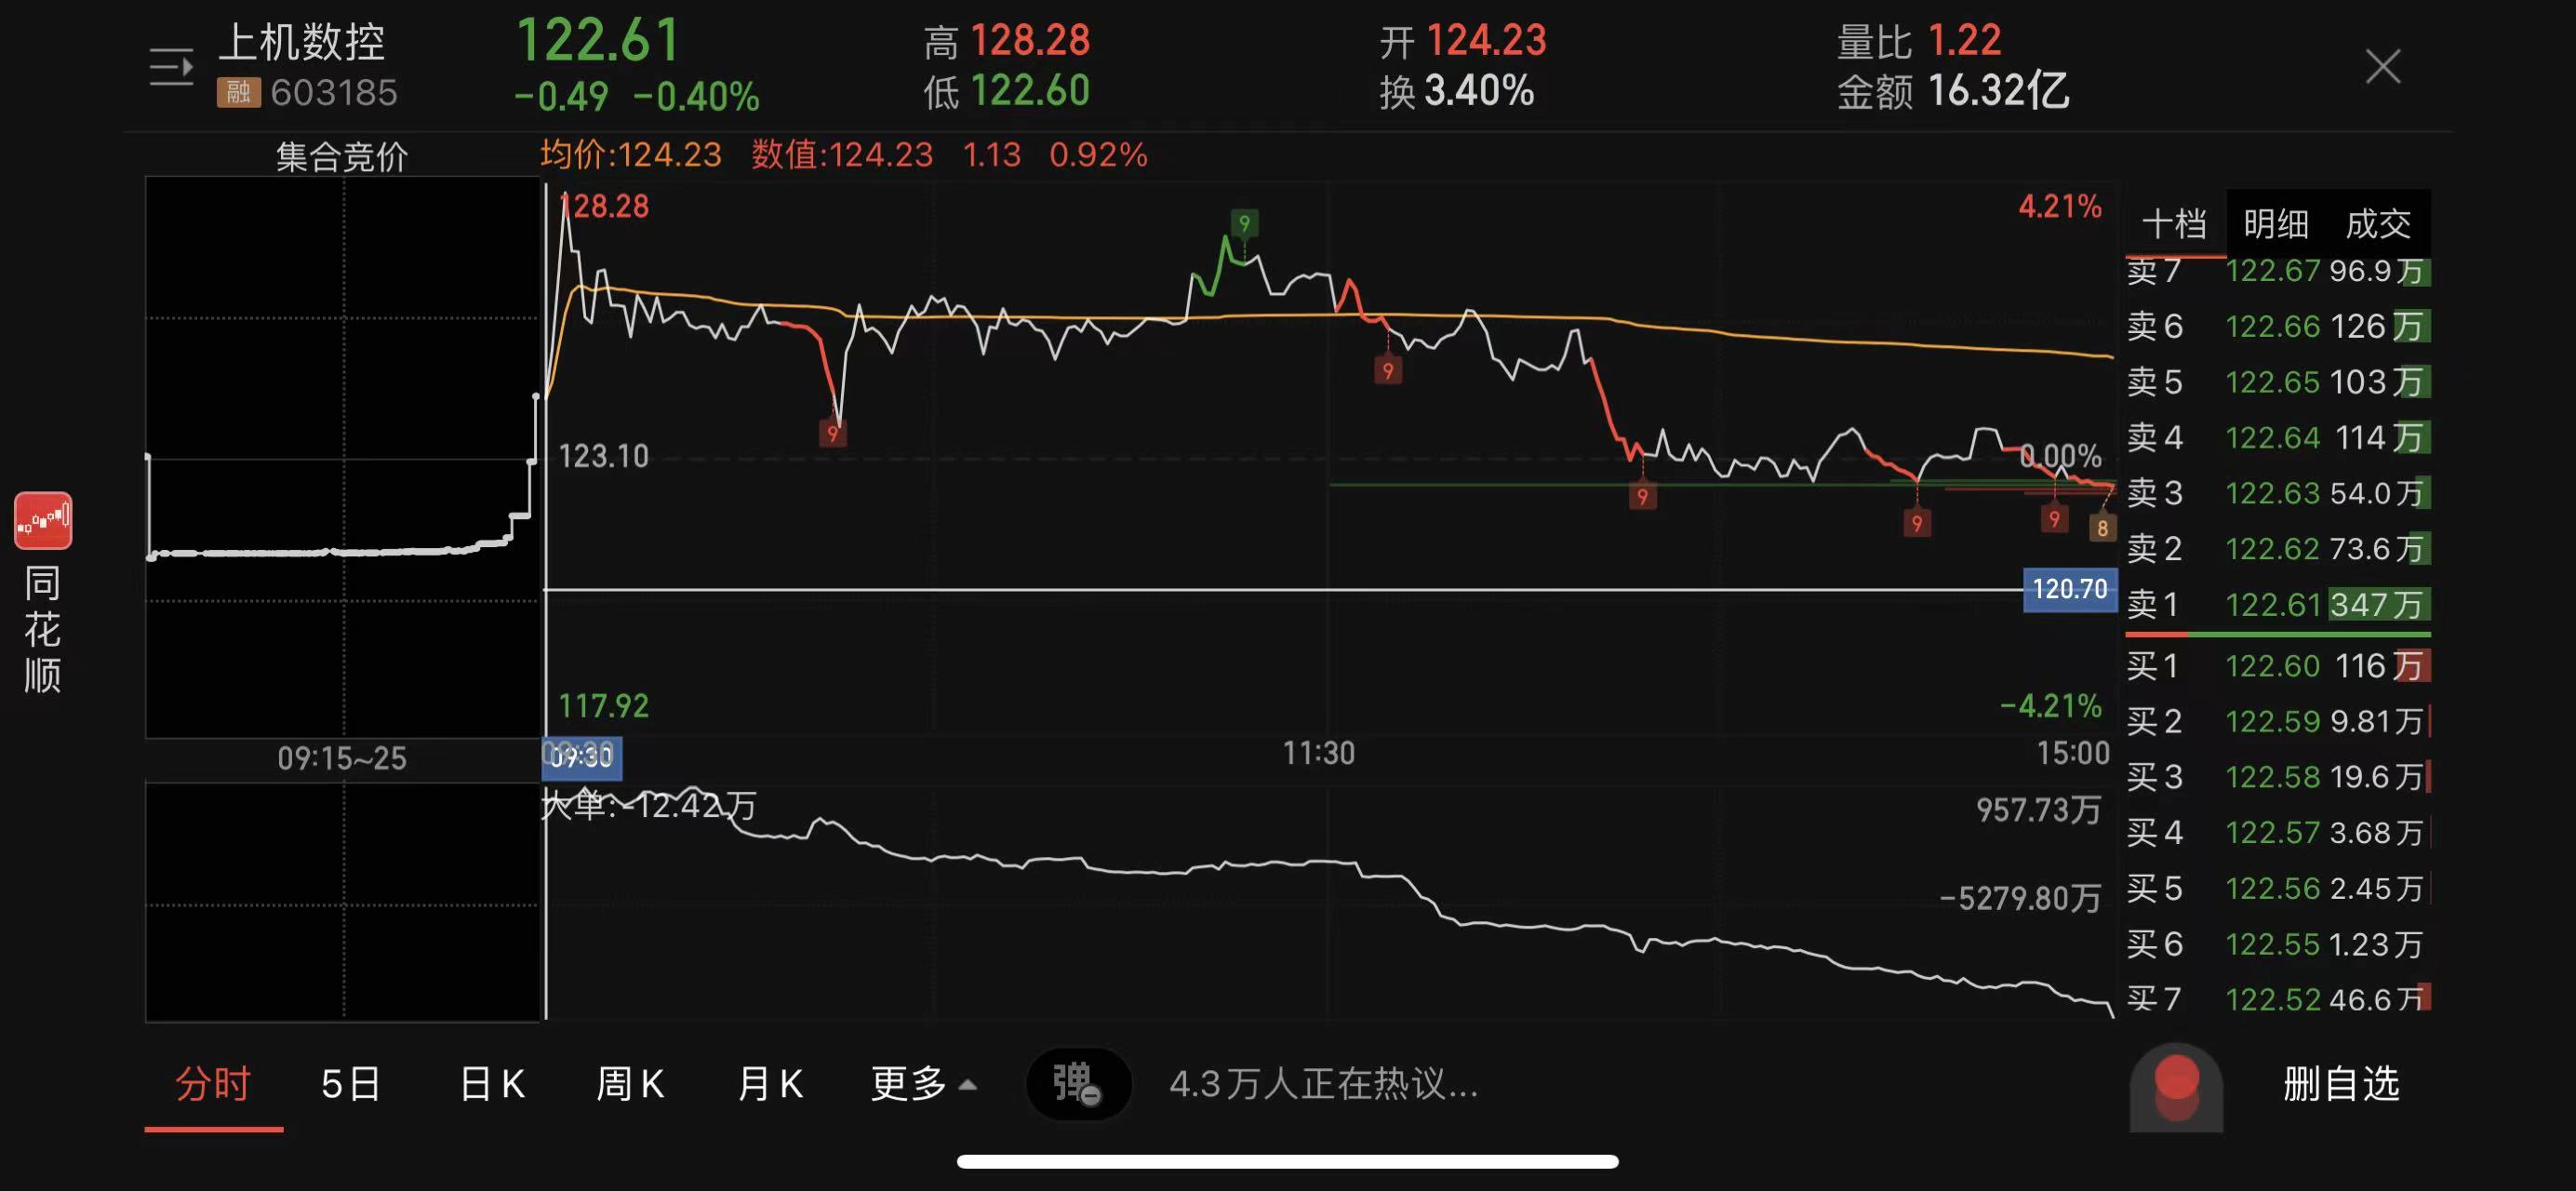 上机数控
融 603185
122.61
-0.49 -0.40%
高 128.28
低 122.60
开 124.23
换 3.40%
量比 1.22
金额 16.32亿
集合竞价
均价:124.23 数值:124.23 1.13 0.92%
128.28
4.21%
9
9
9
123.10
0.00%
9
9
9
8
120.70
117.92
-4.21%
09:15~25
09:30
11:30
15:00
大单:-12.42万
957.73万
-5279.80万
十档 明细 成交
卖7 122.67 96.9万
卖6 122.66 126万
卖5 122.65 103万
卖4 122.64 114万
卖3 122.63 54.0万
卖2 122.62 73.6万
卖1 122.61 347万
买1 122.60 116万
买2 122.59 9.81万
买3 122.58 19.6万
买4 122.57 3.68万
买5 122.56 2.45万
买6 122.55 1.23万
买7 122.52 46.6万
同花顺
分时 5日 日K 周K 月K 更多
弹
4.3万人正在热议...
删自选